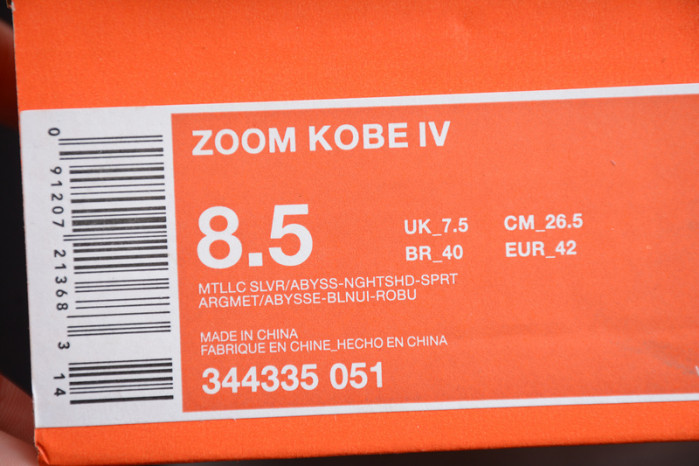 ZOOM KOBE IV
8.5
UK_7.5 CM_26.5
BR_40 EUR_42
MTLLC SLVR/ABYSS-NGHTSHD-SPRT
ARGMET/ABYSSE-BLNUI-ROBU
MADE IN CHINA
FABRIQUE EN CHINE_HECHO EN CHINA
344335 051
0 91207 21368 3 14